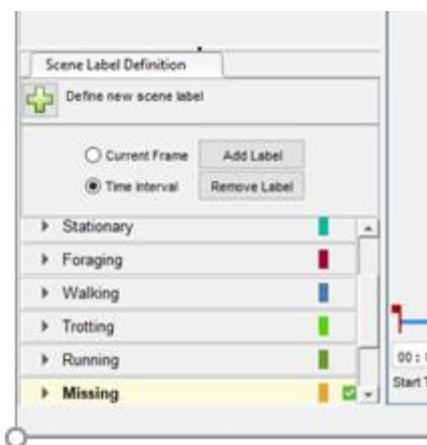 Scene Label Definition
Define new scene label
Current Frame Add Label
Time Interval Remove Label
Stationary
Foraging
Walking
Trotting
Running
00 :
Missing
Start T